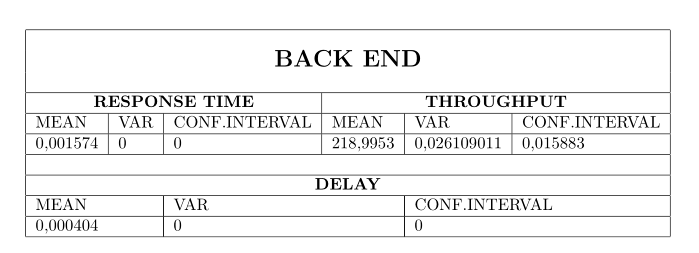 BACK END
RESPONSE TIME THROUGHPUT
MEAN VAR CONF.INTERVAL MEAN VAR CONF.INTERVAL
0,001574 0 0 218,9953 0,026109011 0,015883
DELAY
MEAN VAR CONF.INTERVAL
0,000404 0 0